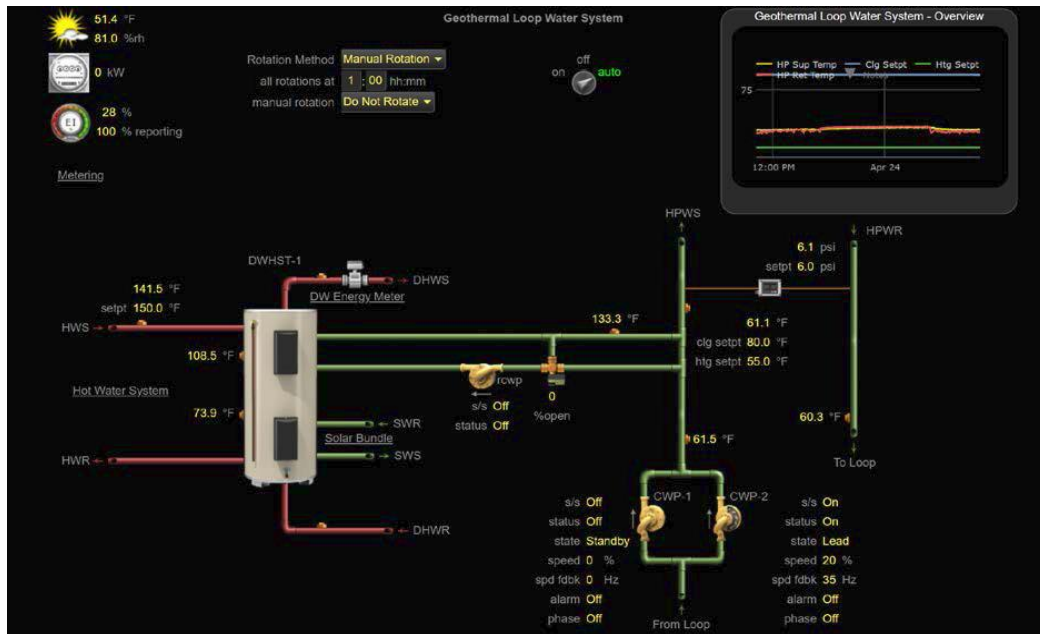 51.4 °F
81.0 %rh
0 kW
EI
28 %
100 % reporting
Metering
Geothermal Loop Water System
Rotation Method Manual Rotation
all rotations at 1 : 00 hh:mm
manual rotation Do Not Rotate
off
on auto
Geothermal Loop Water System - Overview
HP Sup Temp Clg Setpt Htg Setpt
HP Ret Temp Notes
75
12:00 PM Apr 24
HPWS
HPWR
6.1 psi
setpt 6.0 psi
DWHST-1
DHWS
DW Energy Meter
141.5 °F
setpt 150.0 °F
HWS
133.3 °F
61.1 °F
clg setpt 80.0 °F
htg setpt 55.0 °F
108.5 °F
rcwp
Hot Water System
s/s Off
status Off
0
%open
73.9 °F
SWR
Solar Bundle
SWS
61.5 °F
60.3 °F
HWR
To Loop
DHWR
CWP-1
CWP-2
s/s Off
status Off
state Standby
speed 0 %
spd fdbk 0 Hz
alarm Off
phase Off
s/s On
status On
state Lead
speed 20 %
spd fdbk 35 Hz
alarm Off
phase Off
From Loop